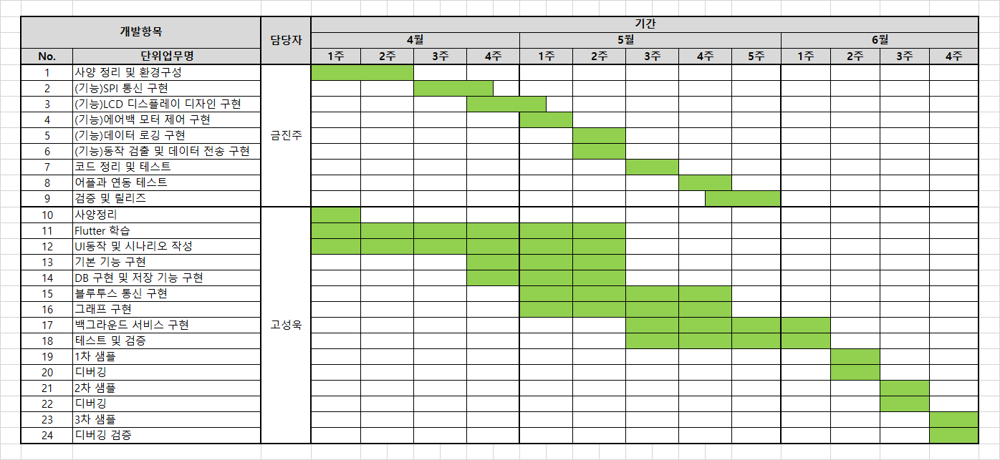 개발항목 담당자 기간
4월 5월 6월
No. 단위업무명 1주 2주 3주 4주 1주 2주 3주 4주 5주 1주 2주 3주 4주
1 사양 정리 및 환경구성
2 (기능)SPI 통신 구현
3 (기능)LCD 디스플레이 디자인 구현
4 (기능)에어백 모터 제어 구현
5 (기능)데이터 로깅 구현 금진주
6 (기능)동작 검출 및 데이터 전송 구현
7 코드 정리 및 테스트
8 어플과 연동 테스트
9 검증 및 릴리즈
10 사양정리
11 Flutter 학습
12 UI동작 및 시나리오 작성
13 기본 기능 구현
14 DB 구현 및 저장 기능 구현
15 블루투스 통신 구현
16 그래프 구현
17 백그라운드 서비스 구현 고성욱
18 테스트 및 검증
19 1차 샘플
20 디버깅
21 2차 샘플
22 디버깅
23 3차 샘플
24 디버깅 검증